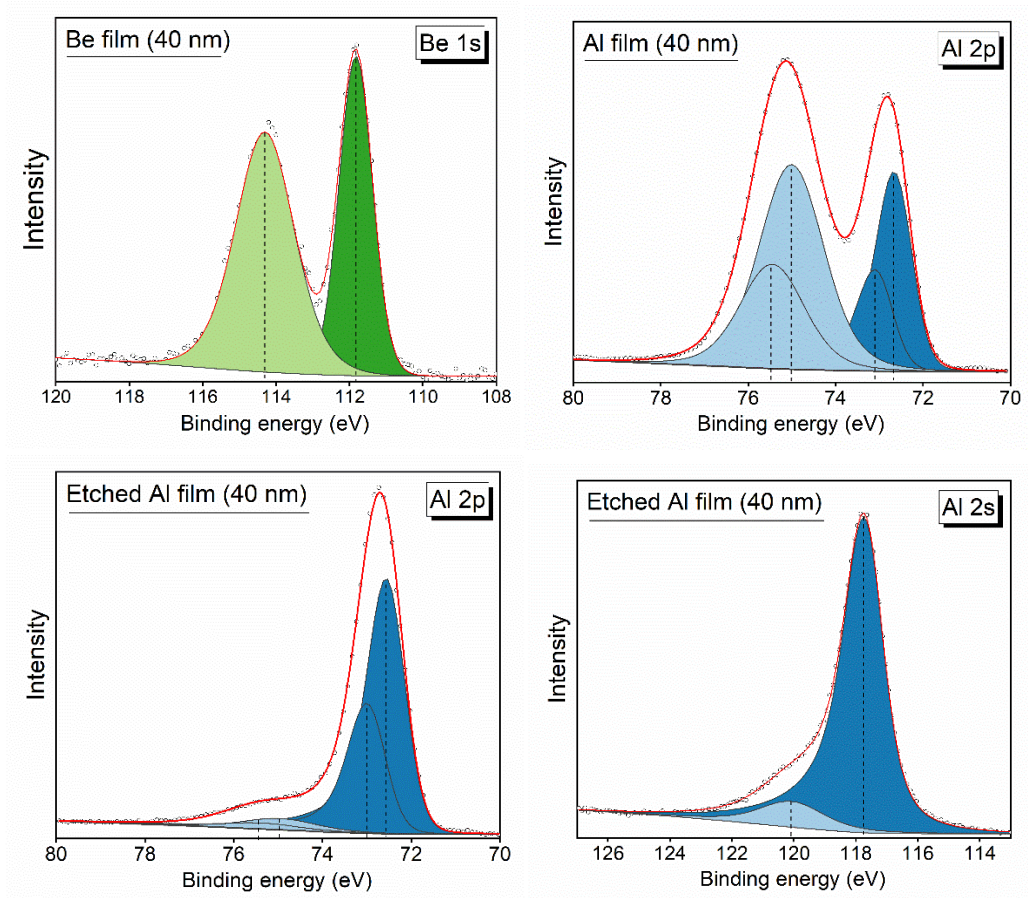 Be film (40 nm)
Be 1s
Intensity
120 118 116 114 112 110 108
Binding energy (eV)
Al film (40 nm)
Al 2p
Intensity
80 78 76 74 72 70
Binding energy (eV)
Etched Al film (40 nm)
Al 2p
Intensity
80 78 76 74 72 70
Binding energy (eV)
Etched Al film (40 nm)
Al 2s
Intensity
126 124 122 120 118 116 114
Binding energy (eV)